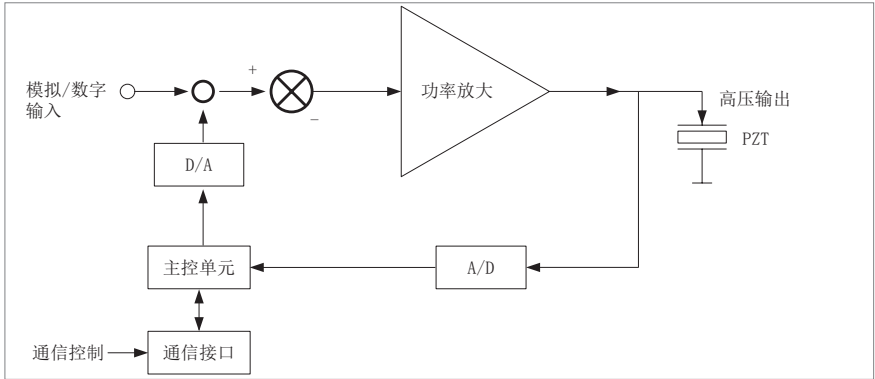 模拟/数字
输入
+
-
功率放大
高压输出
PZT
D/A
主控单元
A/D
通信控制
通信接口